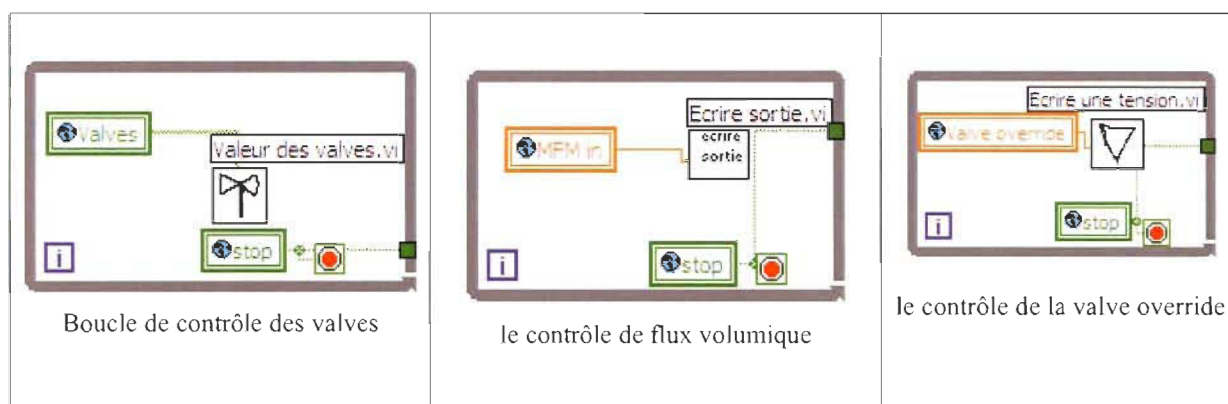 Valves
Valeur des valves.vi
stop
i
Boucle de contrôle des valves
Ecrire sortie.vi
MFM in
ecrire
sortie
stop
i
le contrôle de flux volumique
Ecrire une tension.vi
Valve override
stop
i
le contrôle de la valve override